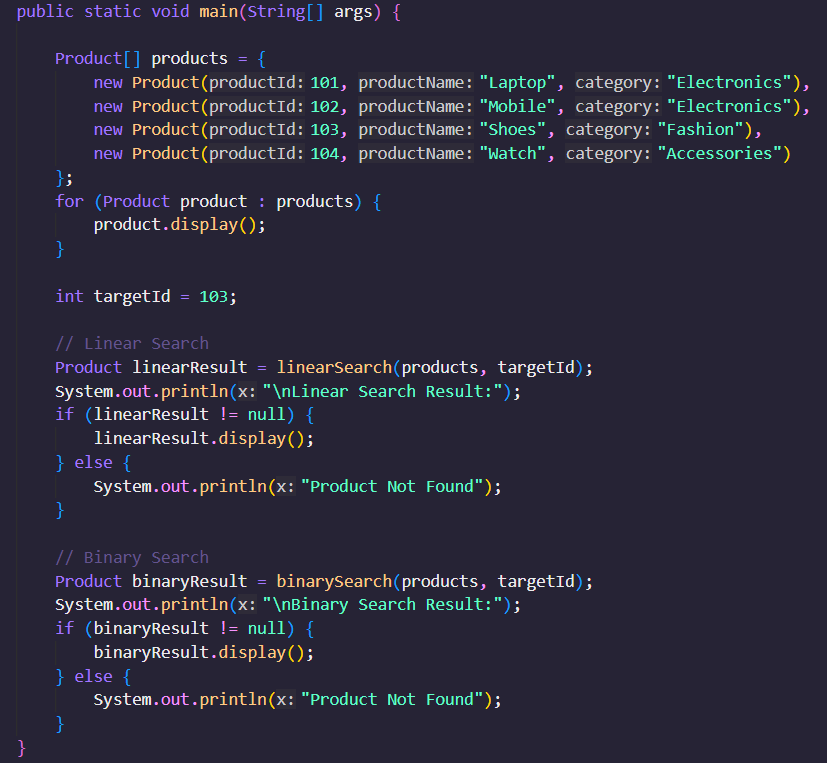 public static void main(String[] args) {
Product[] products = {
new Product(productId: 101, productName: "Laptop", category: "Electronics"),
new Product(productId: 102, productName: "Mobile", category: "Electronics"),
new Product(productId: 103, productName: "Shoes", category: "Fashion"),
new Product(productId: 104, productName: "Watch", category: "Accessories")
};
for (Product product : products) {
product.display();
}
int targetId = 103;
// Linear Search
Product linearResult = linearSearch(products, targetId);
System.out.println(x: "\nLinear Search Result:");
if (linearResult != null) {
linearResult.display();
} else {
System.out.println(x: "Product Not Found");
}
// Binary Search
Product binaryResult = binarySearch(products, targetId);
System.out.println(x: "\nBinary Search Result:");
if (binaryResult != null) {
binaryResult.display();
} else {
System.out.println(x: "Product Not Found");
}
}